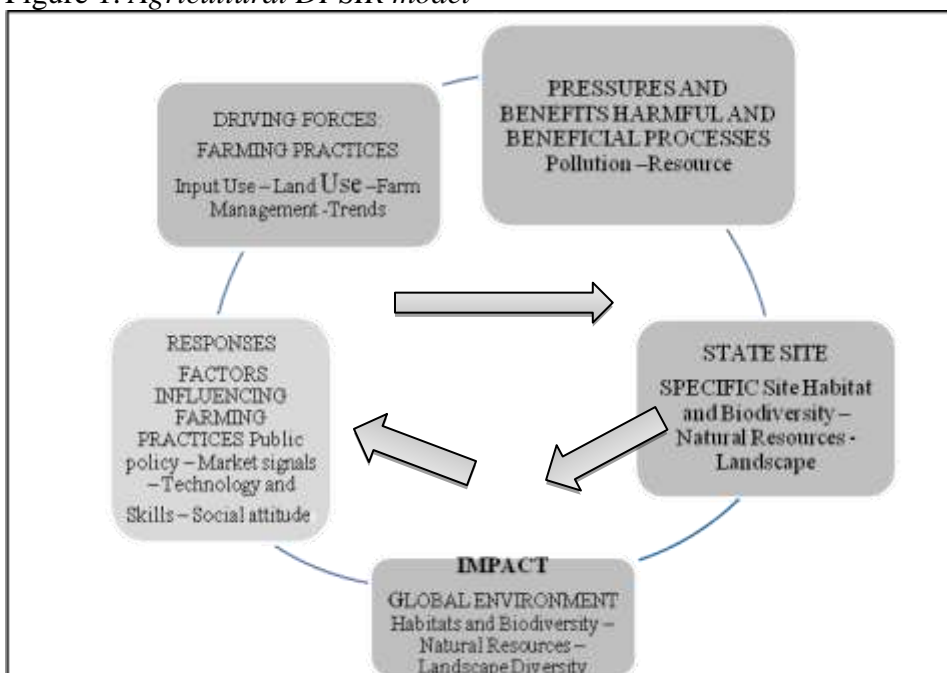 Figure 1. Agricultural DPSIR model
DRIVING FORCES
FARMING PRACTICES
Input Use – Land Use –Farm
Management -Trends
PRESSURES AND
BENEFITS HARMFUL AND
BENEFICIAL PROCESSES
Pollution –Resource
STATE SITE
SPECIFIC Site Habitat
and Biodiversity –
Natural Resources -
Landscape
IMPACT
GLOBAL ENVIRONMENT
Habitats and Biodiversity –
Natural Resources –
Landscape Diversity
RESPONSES
FACTORS
INFLUENCING
FARMING
PRACTICES Public
policy – Market signals
– Technology and
Skills – Social attitude